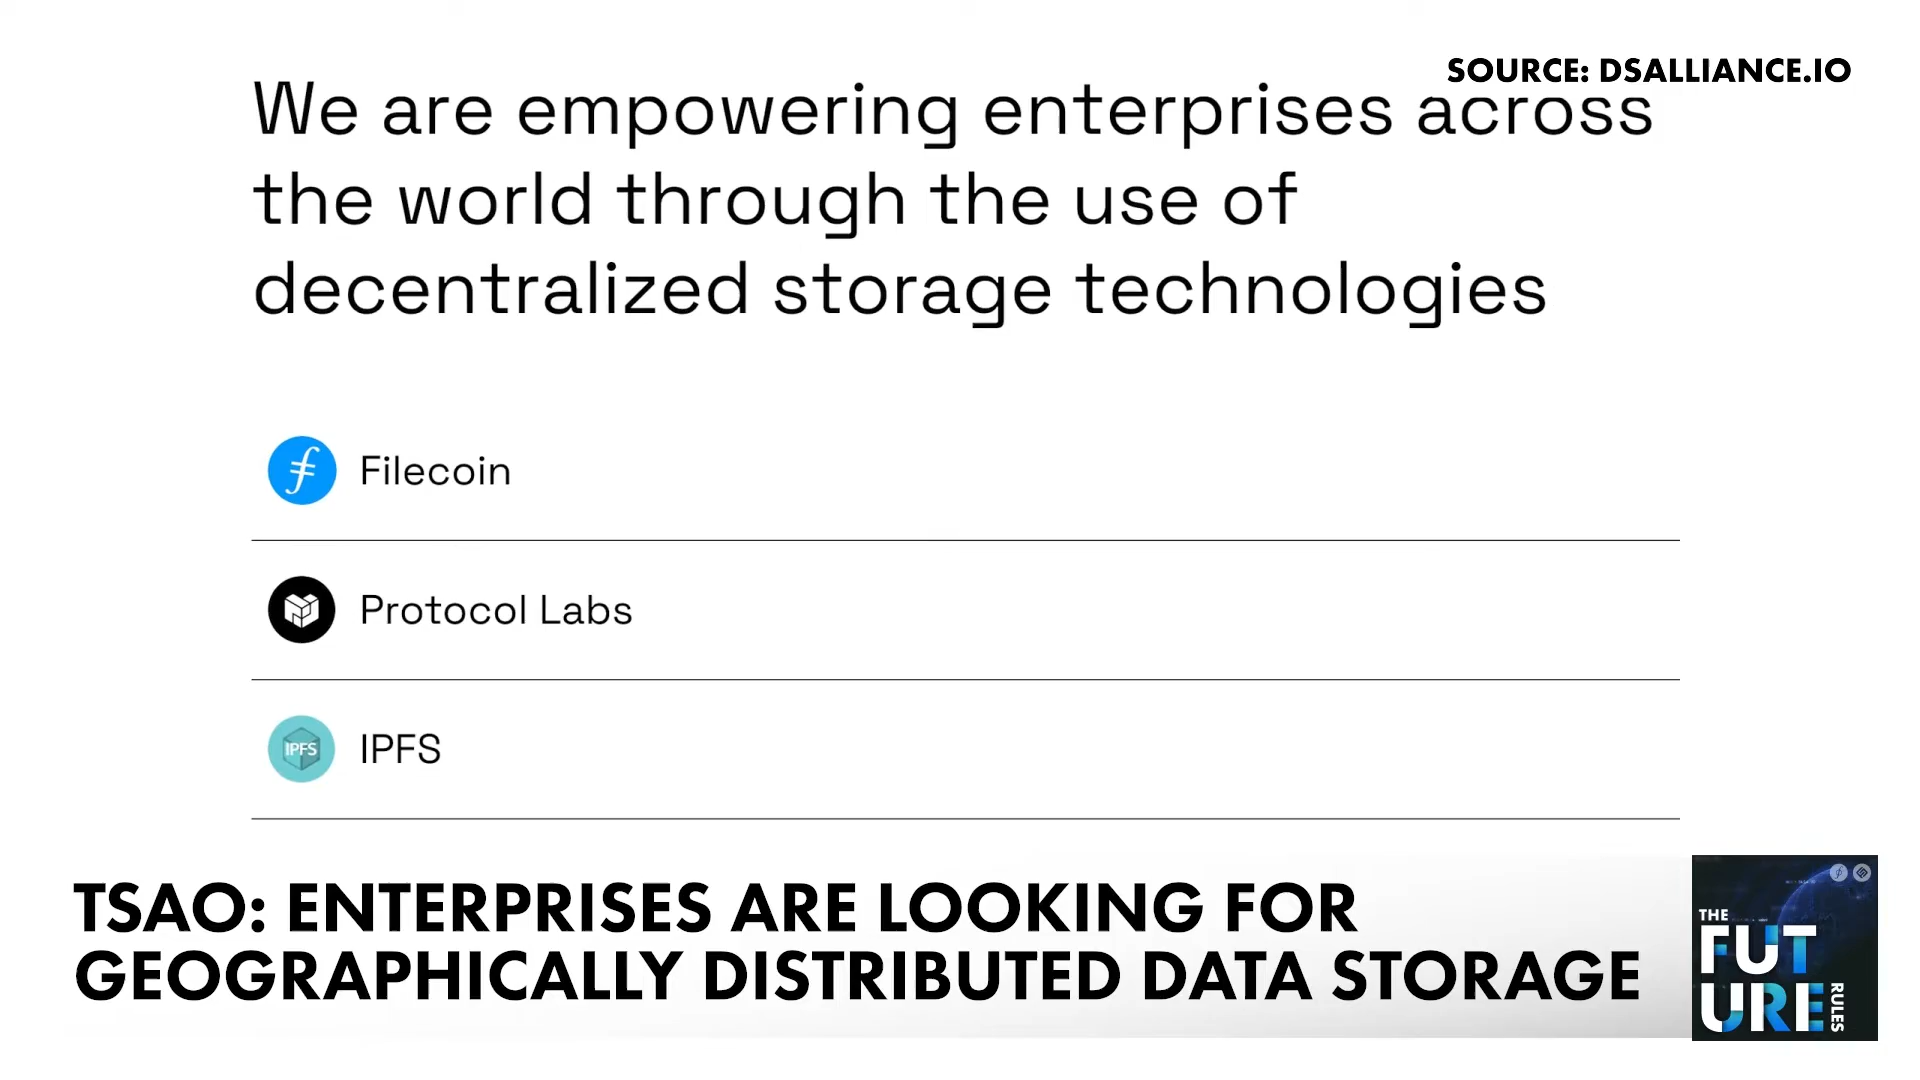 SOURCE: DSALLIANCE.IO
We are empowering enterprises across
the world through the use of
decentralized storage technologies
Filecoin
Protocol Labs
IPFS
IPFS
TSAO: ENTERPRISES ARE LOOKING FOR
GEOGRAPHICALLY DISTRIBUTED DATA STORAGE
THE
FUT
URE
RULES